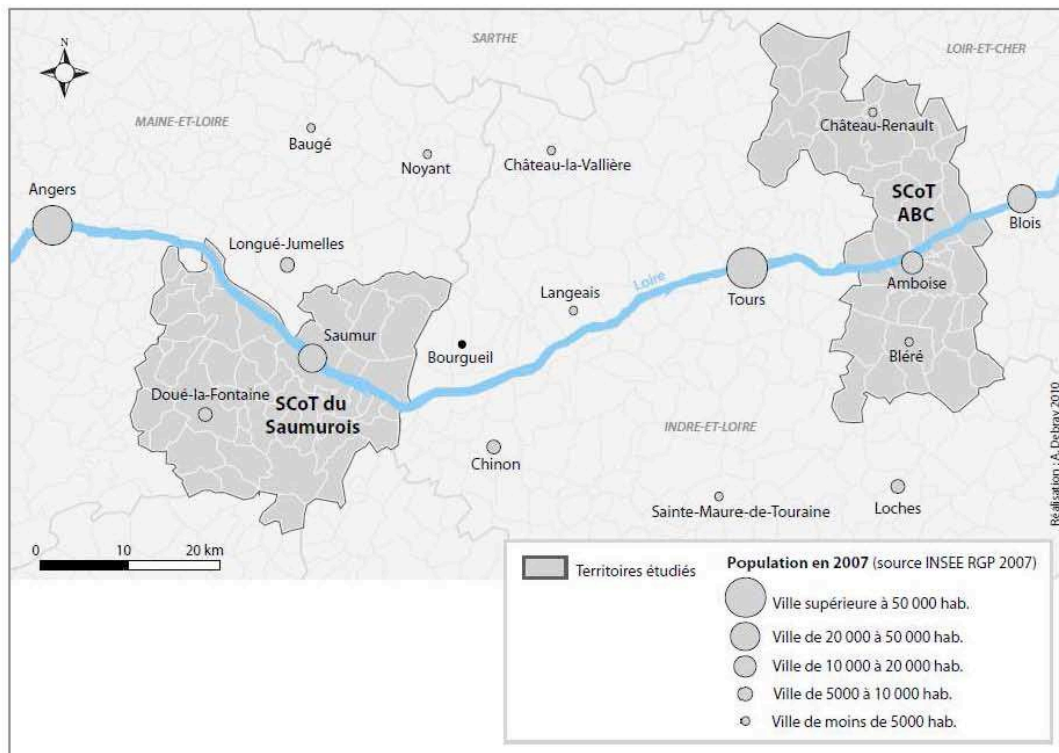 N
SARTHE
LOIR-ET-CHER
MAINE-ET-LOIRE
Baugé
Noyant
Château-la-Vallière
Château-Renault
Angers
SCoT
ABC
Blois
Longué-Jumelles
Loire
Tours
Amboise
Langeais
Saumur
Bourgueil
Bléré
Doué-la-Fontaine
SCoT du
Saumurois
INDRE-ET-LOIRE
Chinon
Sainte-Maure-de-Touraine
Loches
Réalisation : A.Debray 2010
0 10 20 km
Territoires étudiés
Population en 2007 (source INSEE RGP 2007)
Ville supérieure à 50 000 hab.
Ville de 20 000 à 50 000 hab.
Ville de 10 000 à 20 000 hab.
Ville de 5000 à 10 000 hab.
Ville de moins de 5000 hab.